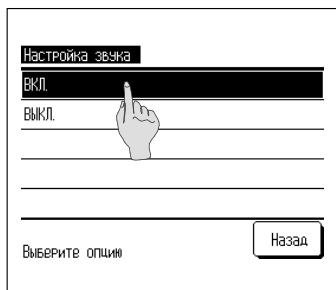 Настройка звука
ВКЛ.
ВЫКЛ.
Выберите опцию
Назад